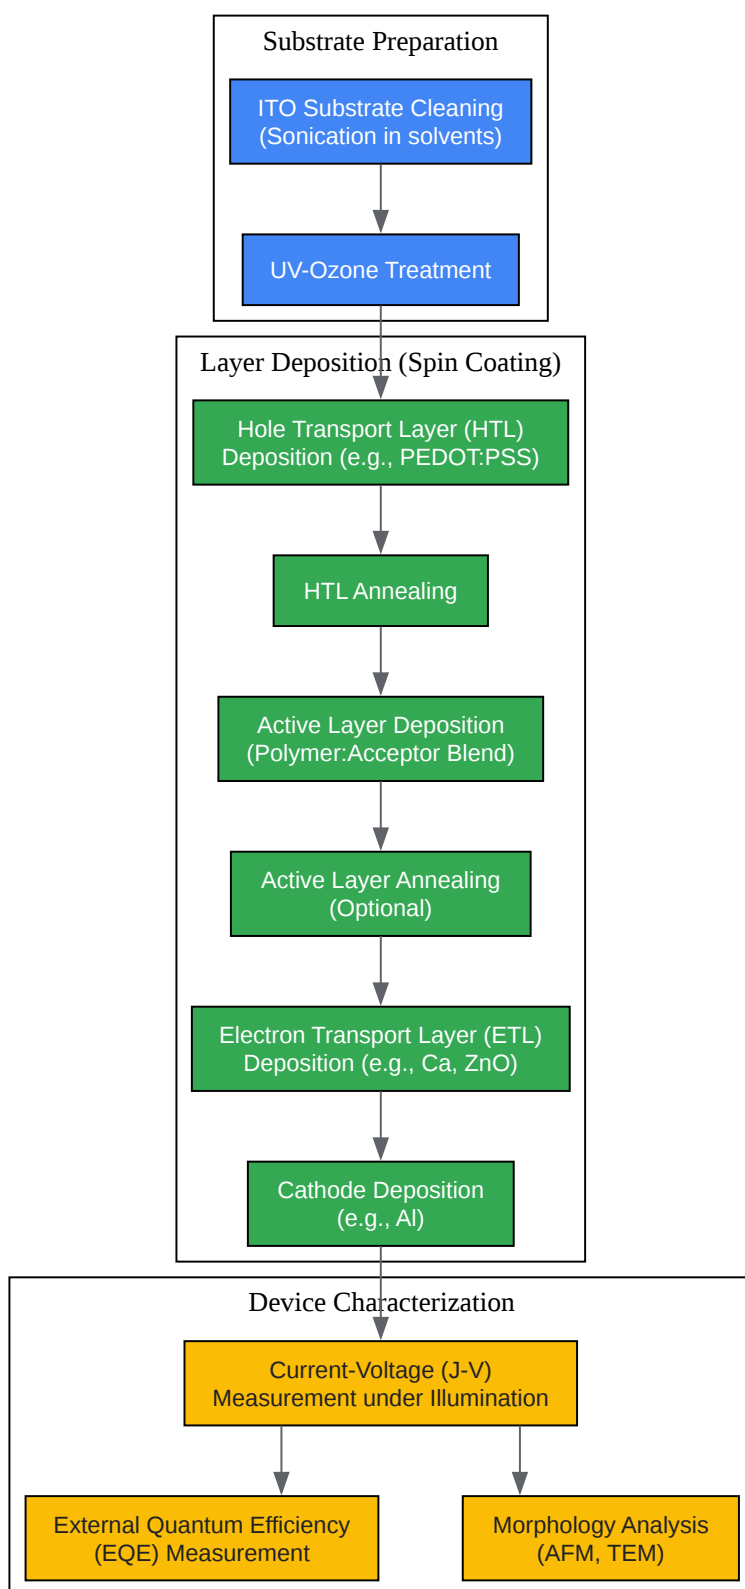 Substrate Preparation
ITO Substrate Cleaning
(Sonication in solvents)
UV-Ozone Treatment
Layer Deposition (Spin Coating)
Hole Transport Layer (HTL)
Deposition (e.g., PEDOT:PSS)
HTL Annealing
Active Layer Deposition
(Polymer:Acceptor Blend)
Active Layer Annealing
(Optional)
Electron Transport Layer (ETL)
Deposition (e.g., Ca, ZnO)
Cathode Deposition
(e.g., Al)
Device Characterization
Current-Voltage (J-V)
Measurement under Illumination
External Quantum Efficiency
(EQE) Measurement
Morphology Analysis
(AFM, TEM)